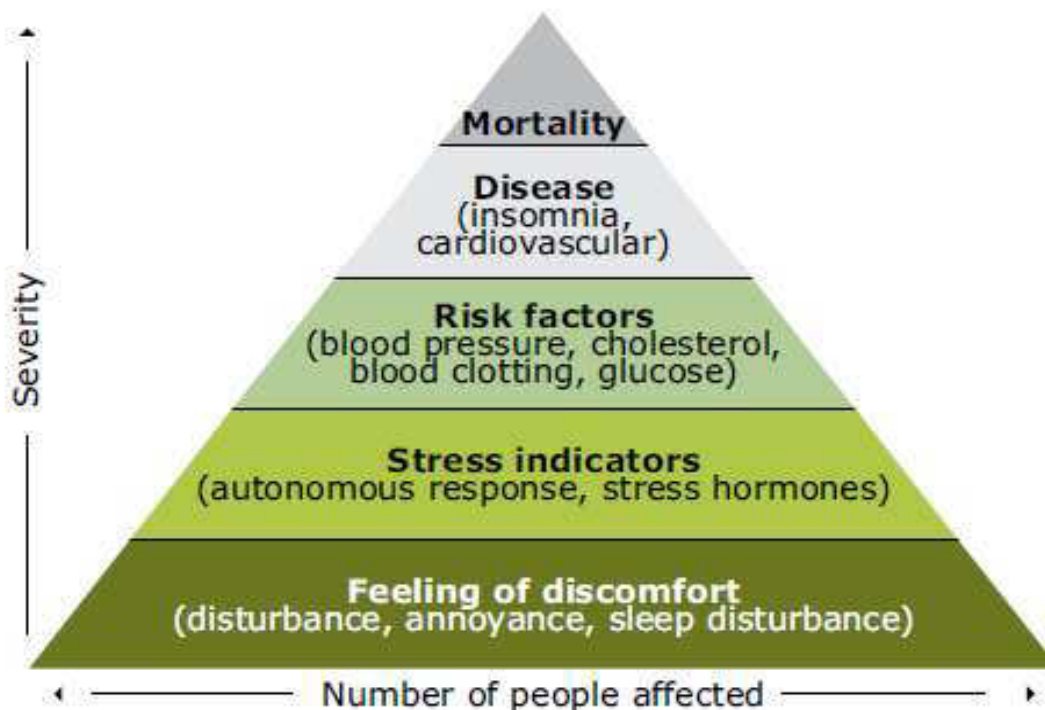 Mortality
Disease
(insomnia,
cardiovascular)
Risk factors
(blood pressure, cholesterol,
blood clotting, glucose)
Stress indicators
(autonomous response, stress hormones)
Feeling of discomfort
(disturbance, annoyance, sleep disturbance)
Severity
Number of people affected